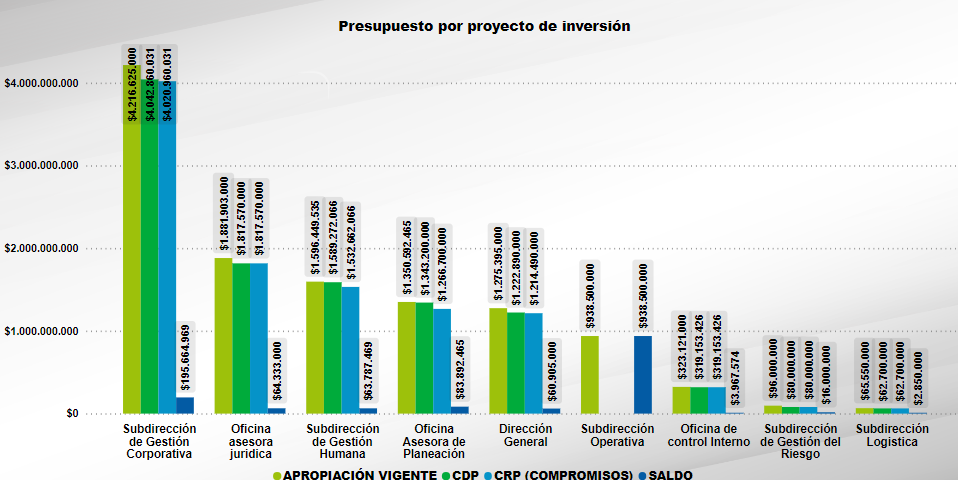 Presupuesto por proyecto de inversión
$4.000.000.000
$3.000.000.000
$2.000.000.000
$1.000.000.000
$0
$4.216.625.000
$4.042.860.031
$4.020.960.031
$195.664.969
$1.881.903.000
$1.817.570.000
$1.817.570.000
$64.333.000
$1.596.449.535
$1.589.272.066
$1.532.662.066
$63.787.469
$1.350.592.465
$1.343.200.000
$1.266.700.000
$83.892.465
$1.275.395.000
$1.222.890.000
$1.214.490.000
$60.905.000
$938.500.000
$938.500.000
$323.121.000
$319.153.426
$319.153.426
$3.967.574
$96.000.000
$80.000.000
$80.000.000
$16.000.000
$65.550.000
$62.700.000
$62.700.000
$2.850.000
Subdirección
de Gestión
Corporativa
Oficina
asesora
juridica
Subdirección
de Gestión
Humana
Oficina
Asesora de
Planeación
Dirección
General
Subdirección
Operativa
Oficina de
control Interno
Subdirección
de Gestión del
Riesgo
Subdirección
Logistica
APROPIACIÓN VIGENTE CDP CRP (COMPROMISOS) SALDO